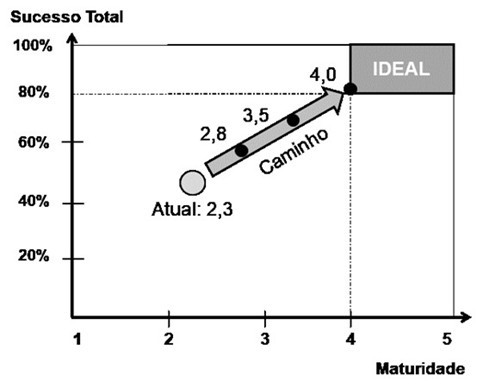 Sucesso Total
100%
IDEAL
4,0
80%
3,5
2,8
60%
Caminho
Atual: 2,3
40%
20%
1 2 3 4 5
Maturidade